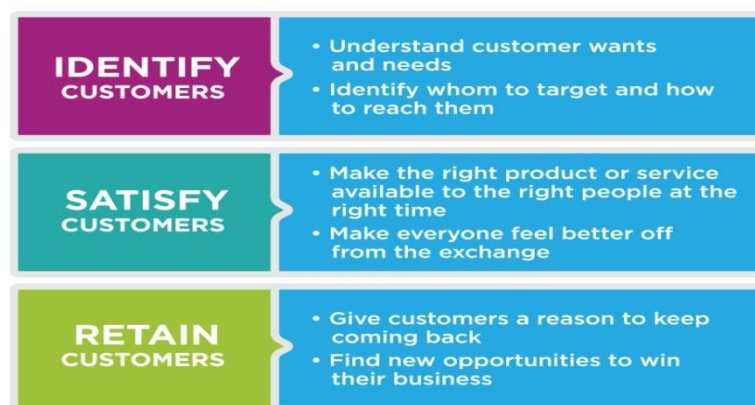 IDENTIFY
CUSTOMERS
• Understand customer wants
and needs
• Identify whom to target and how
to reach them
SATISFY
CUSTOMERS
• Make the right product or service
available to the right people at the
right time
• Make everyone feel better off
from the exchange
RETAIN
CUSTOMERS
• Give customers a reason to keep
coming back
• Find new opportunities to win
their business